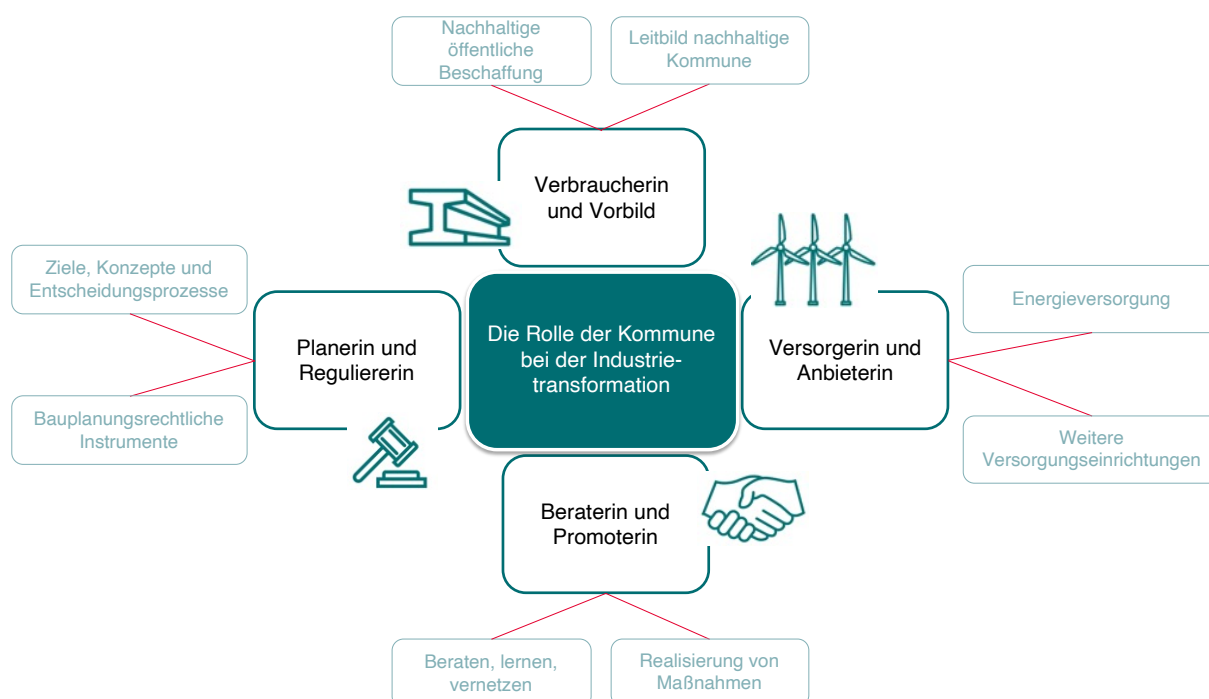 Nachhaltige
öffentliche
Beschaffung
Leitbild nachhaltige
Kommune
Verbraucherin
und Vorbild
Ziele, Konzepte und
Entscheidungsprozesse
Bauplanungsrechtliche
Instrumente
Planerin und
Reguliererin
Die Rolle der Kommune
bei der Industrie-
transformation
Versorgerin und
Anbieterin
Energieversorgung
Weitere
Versorgungseinrichtungen
Beraterin und
Promoterin
Beraten, lernen,
vernetzen
Realisierung von
Maßnahmen